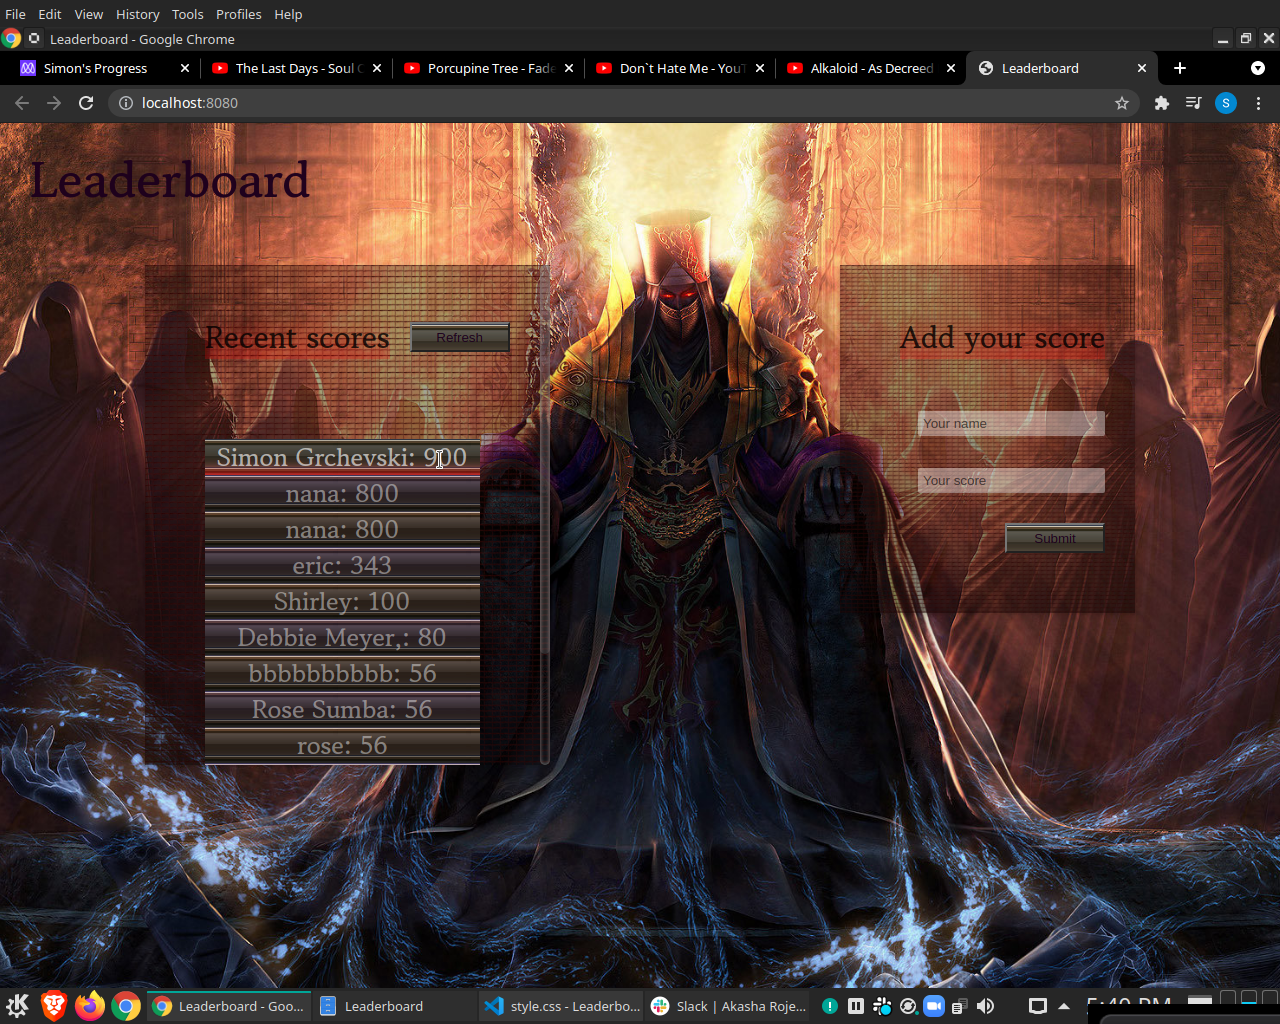 File Edit View History Tools Profiles Help
Leaderboard - Google Chrome
Simon's Progress The Last Days - Soul Porcupine Tree - Fade Don`t Hate Me - YouT Alkaloid - As Decreed Leaderboard
localhost:8080 S
Leaderboard
Recent scores Refresh
Simon Grchevski: 900
nana: 800
nana: 800
eric: 343
Shirley: 100
Debbie Meyer,: 80
bbbbbbbbbb: 56
Rose Sumba: 56
rose: 56
Add your score
Your name
Your score
Submit
Leaderboard - Goo... Leaderboard style.css - Leaderbo... Slack | Akasha Roje... 5:49 PM